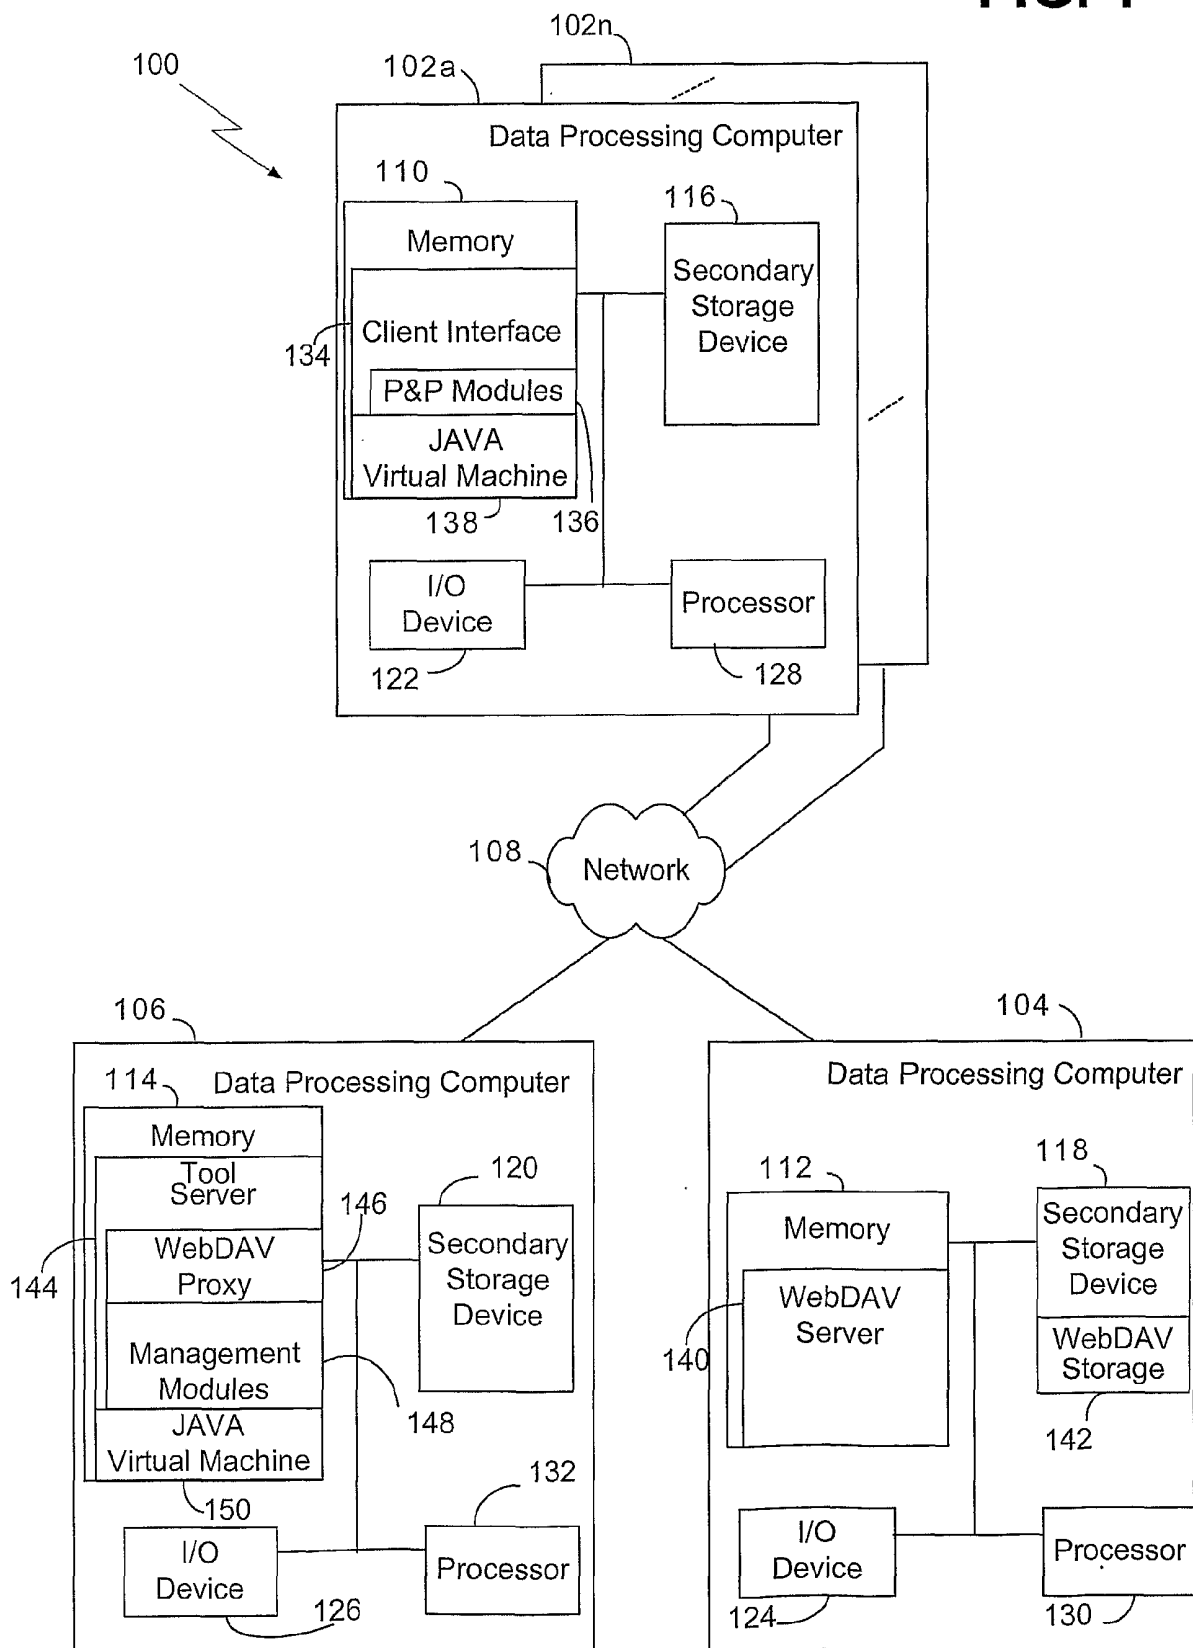 102n
100
102a
Data Processing Computer
110
116
Memory
Secondary
Storage
Device
Client Interface
134
P&P Modules
JAVA
Virtual Machine
138
136
I/O
Device
Processor
122
128
108
Network
106
104
Data Processing Computer
114
Memory
Tool
Server
120
146
WebDAV
Proxy
144
Secondary
Storage
Device
Management
Modules
148
JAVA
Virtual Machine
150
132
I/O
Device
Processor
126
Data Processing Computer
112
118
Memory
Secondary
Storage
Device
WebDAV
Server
140
WebDAV
Storage
142
I/O
Device
Processor
124
130